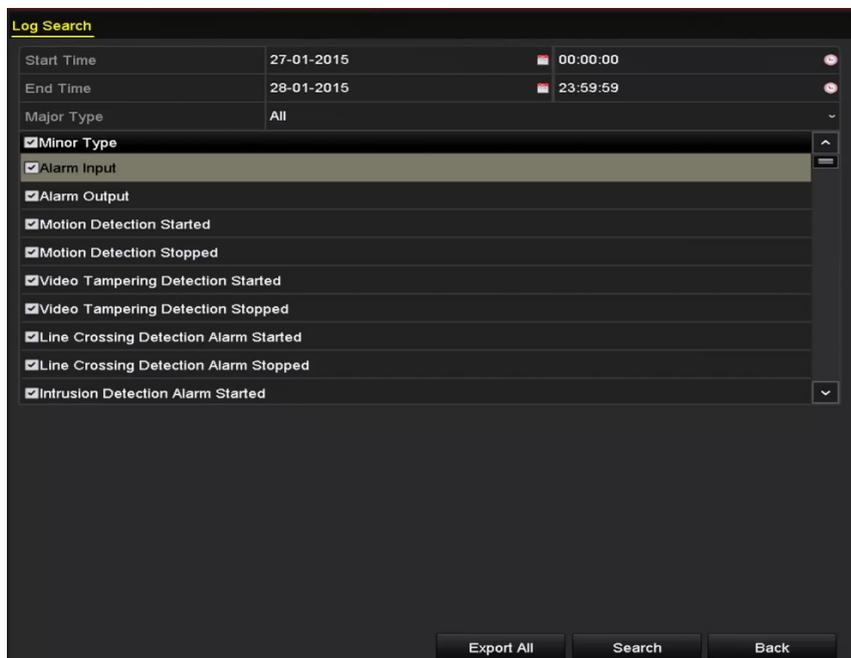 Log Search
Start Time 27-01-2015 00:00:00
End Time 28-01-2015 23:59:59
Major Type All
Minor Type
Alarm Input
Alarm Output
Motion Detection Started
Motion Detection Stopped
Video Tampering Detection Started
Video Tampering Detection Stopped
Line Crossing Detection Alarm Started
Line Crossing Detection Alarm Stopped
Intrusion Detection Alarm Started
Export All Search Back